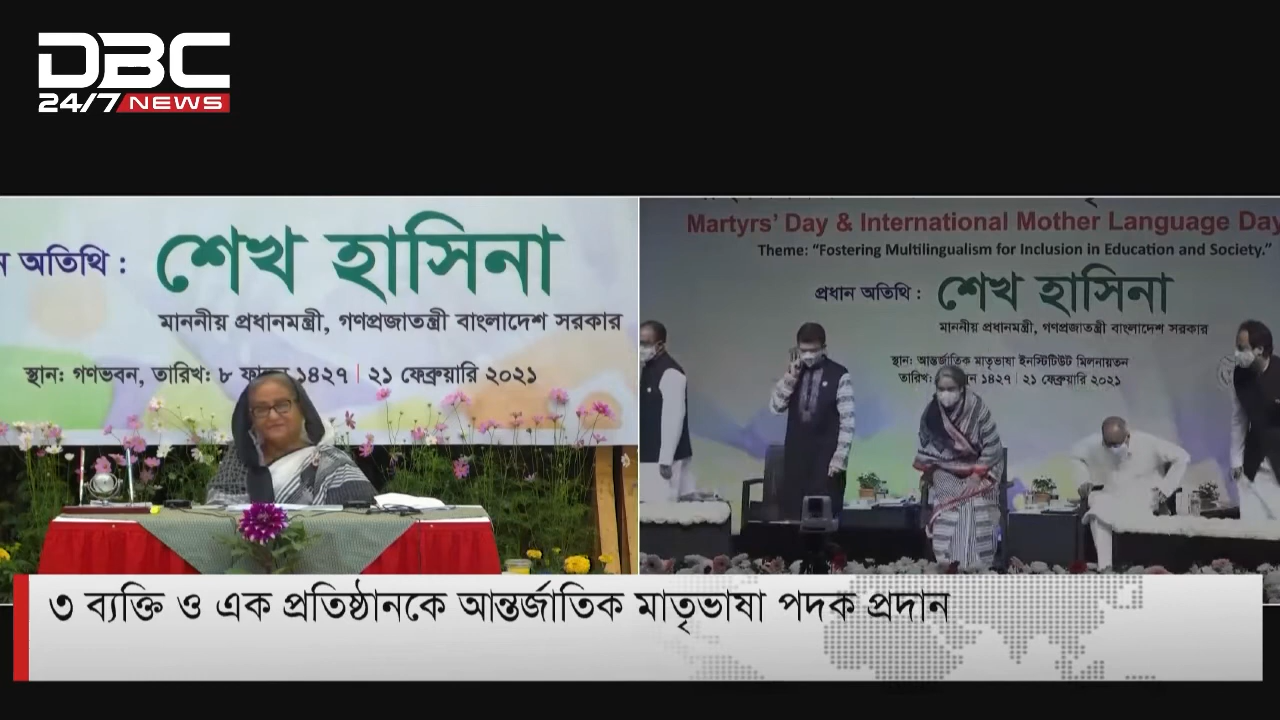 DBC
24/7 NEWS
ন অতিথি : শেখ হাসিনা
মাননীয় প্রধানমন্ত্রী, গণপ্রজাতন্ত্রী বাংলাদেশ সরকার
স্থান: গণভবন, তারিখ: ৮ ১৪২৭ | ২১ ফেব্রুয়ারি ২০২১
Martyrs' Day & International Mother Language Day
Theme: "Fostering Multilingualism for Inclusion in Education and Society."
প্রধান অতিথি : শেখ হাসিনা
মাননীয় প্রধানমন্ত্রী, গণপ্রজাতন্ত্রী বাংলাদেশ সরকার
স্থান: আন্তর্জাতিক মাতৃভাষা ইনস্টিটিউট মিলনায়তন
তারিখ: ১৪২৭ | ২১ ফেব্রুয়ারি ২০২১
৩ ব্যক্তি ও এক প্রতিষ্ঠানকে আন্তর্জাতিক মাতৃভাষা পদক প্রদান